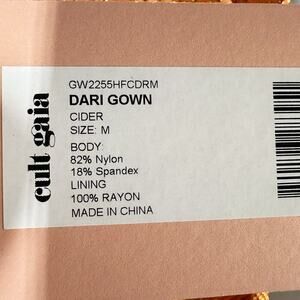 cult gaia
GW2255HFCDRM
DARI GOWN
CIDER
SIZE: M
BODY:
82% Nylon
18% Spandex
LINING
100% RAYON
MADE IN CHINA